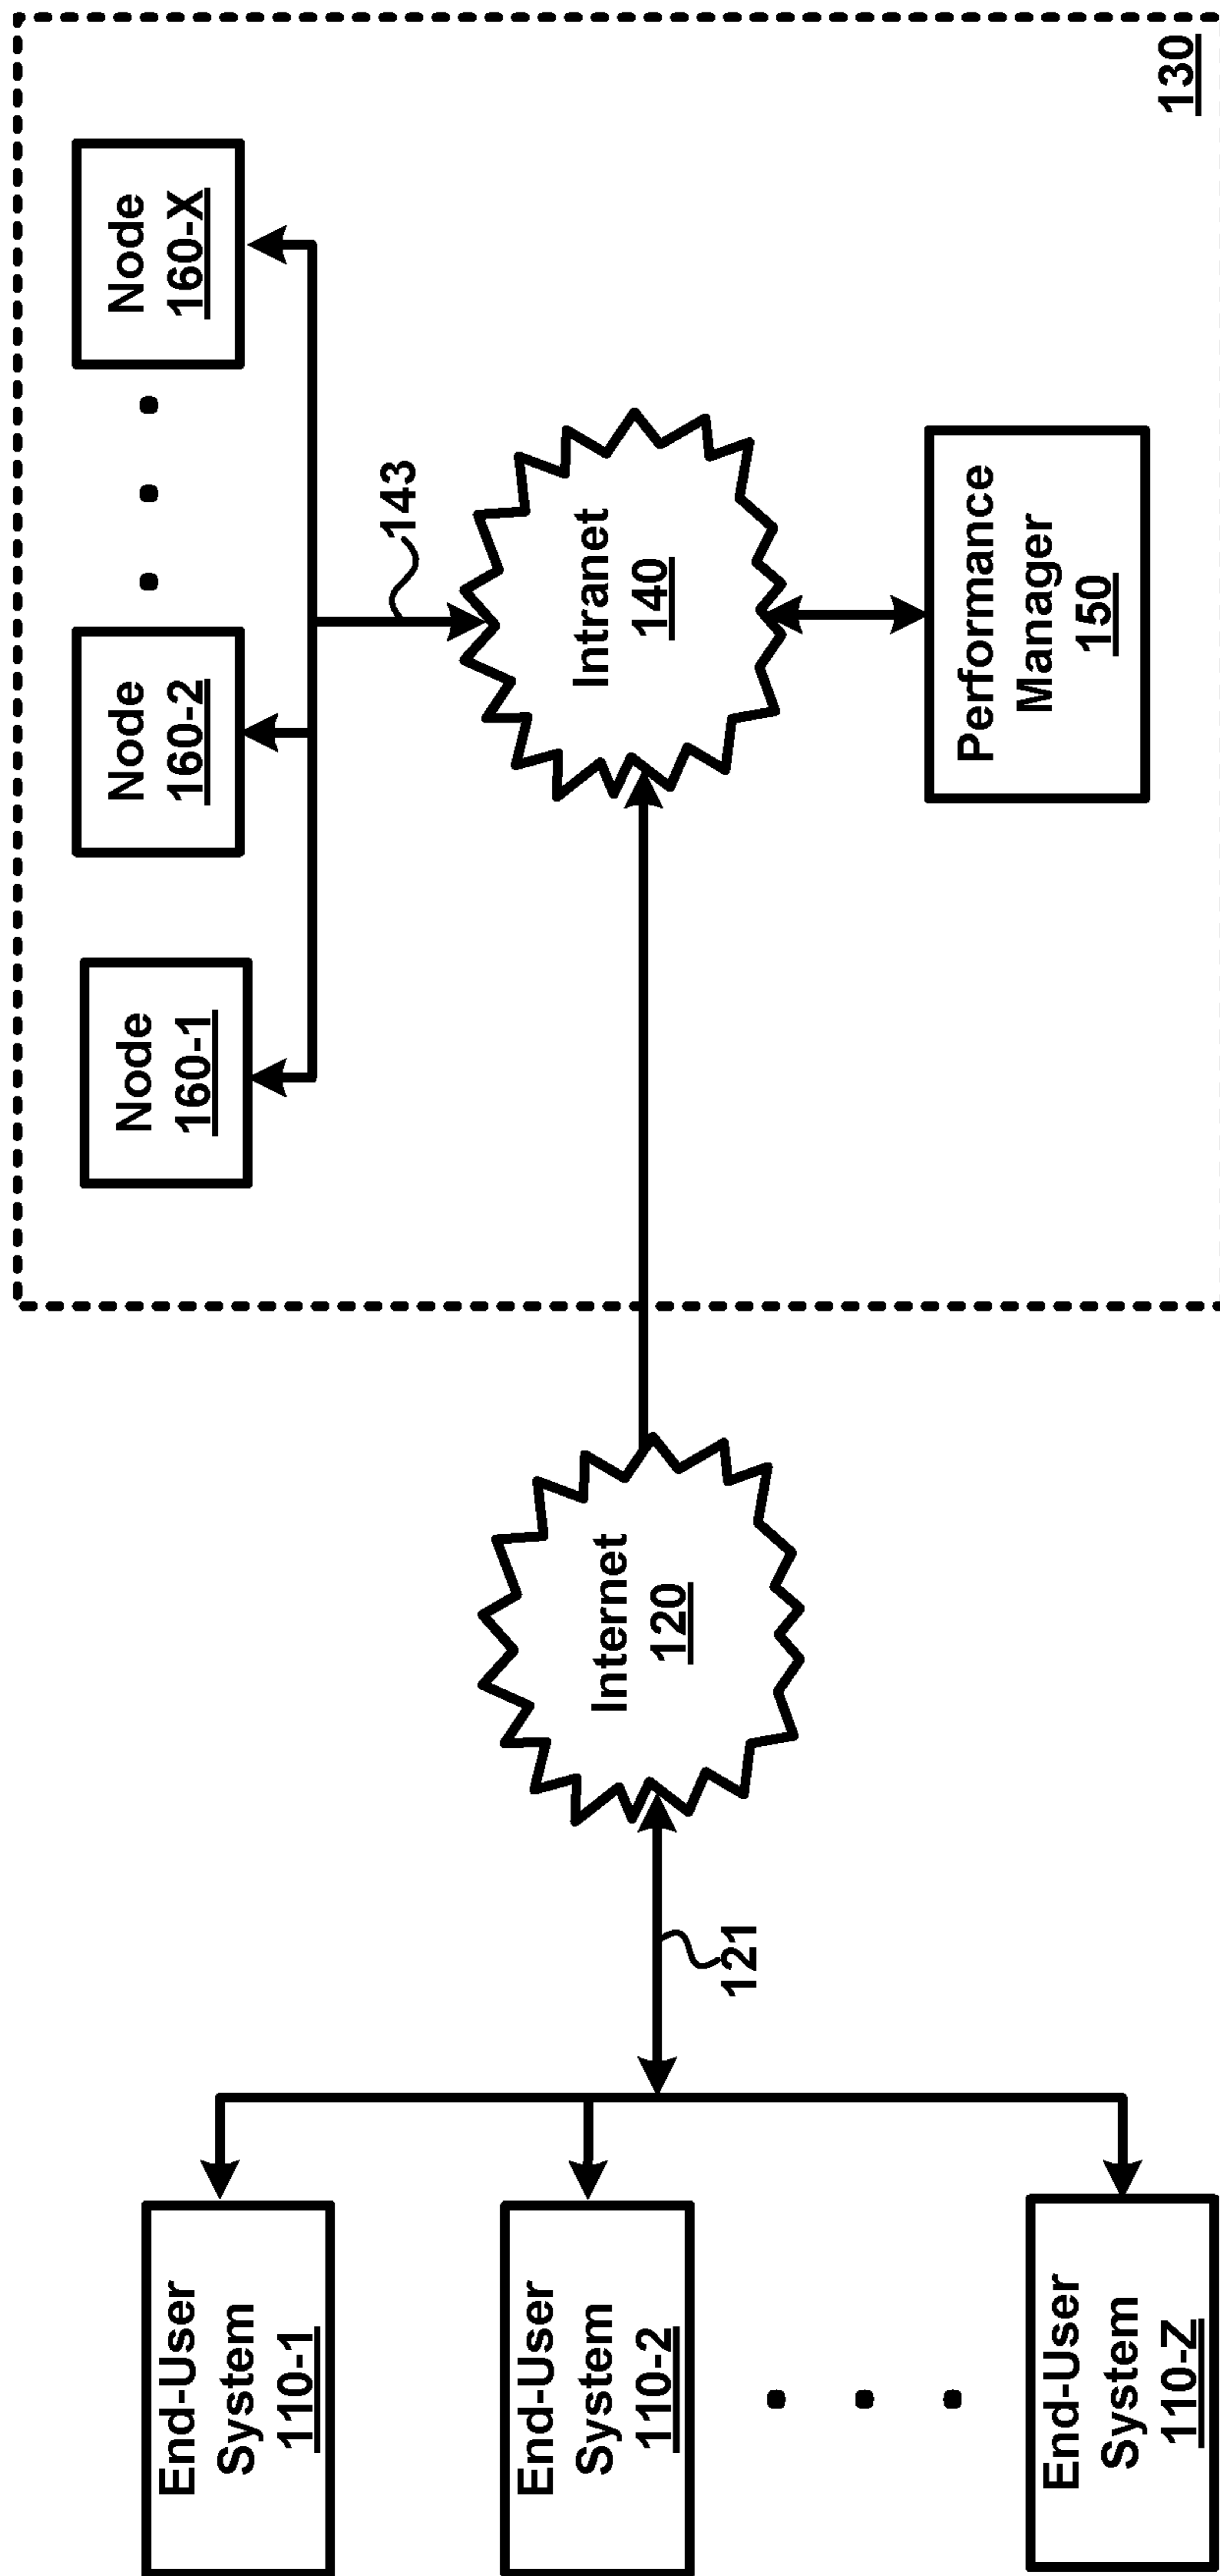 End-User
System
110-1
End-User
System
110-2
End-User
System
110-Z
121
Internet
120
Node
160-1
Node
160-2
Node
160-X
143
Intranet
140
Performance
Manager
150
130